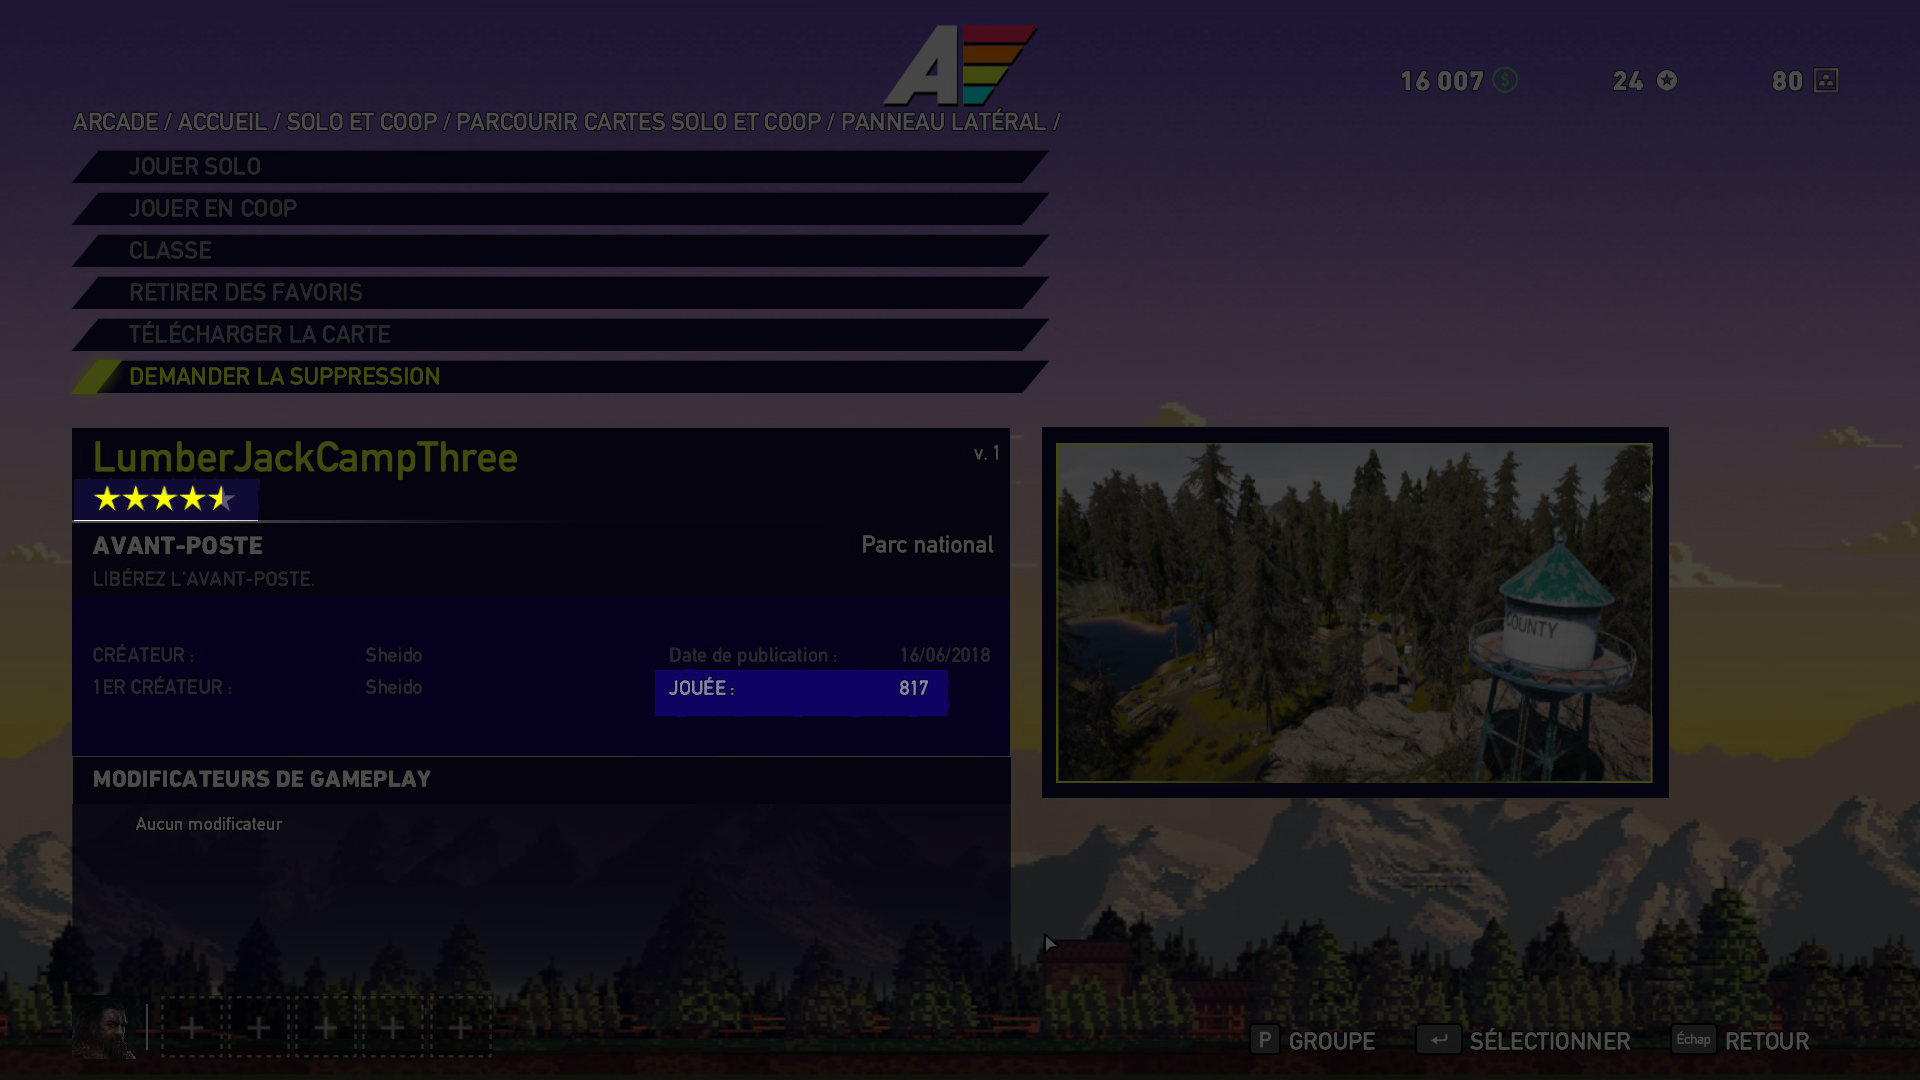 16 007
24
80
ARCADE / ACCUEIL / SOLO ET COOP / PARCOURIR CARTES SOLO ET COOP / PANNEAU LATÉRAL /
JOUER SOLO
JOUER EN COOP
CLASSE
RETIRER DES FAVORIS
TÉLÉCHARGER LA CARTE
DEMANDER LA SUPPRESSION
LumberJackCampThree
v. 1
AVANT-POSTE
Parc national
LIBÉREZ L'AVANT-POSTE.
CRÉATEUR : Sheido
Date de publication : 16/06/2018
1ER CRÉATEUR : Sheido
JOUÉE : 817
MODIFICATEURS DE GAMEPLAY
Aucun modificateur
COUNTY
P GROUPE
SÉLECTIONNER
Échap RETOUR